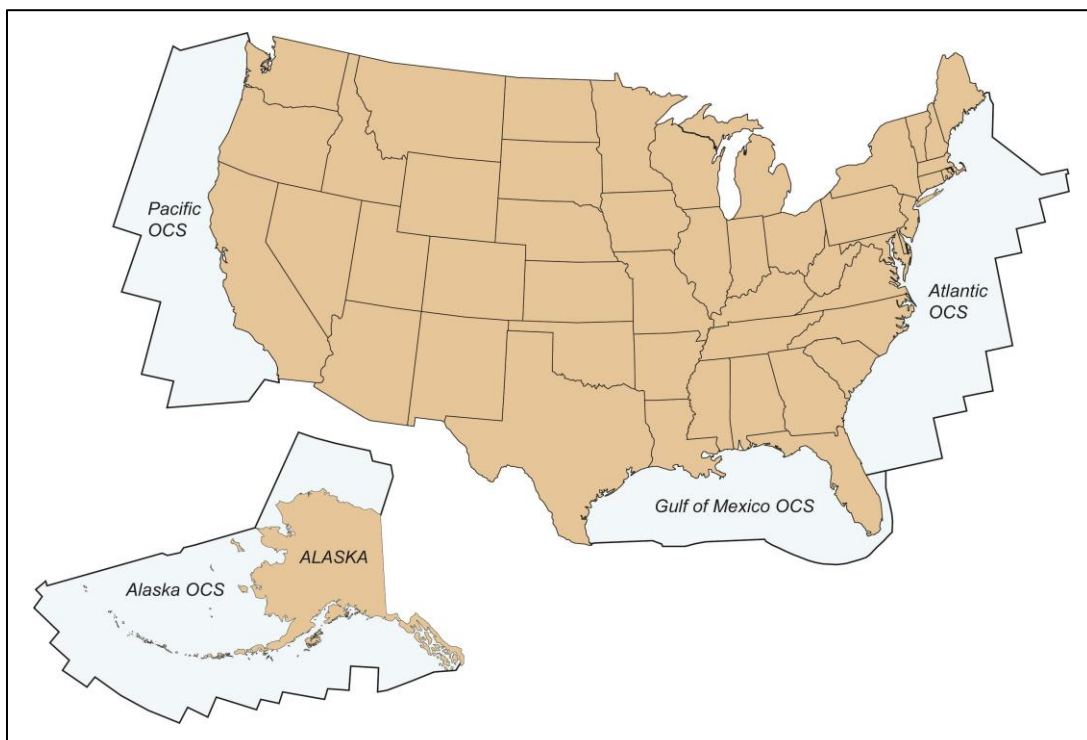 Pacific
OCS
Atlantic
OCS
Gulf of Mexico OCS
ALASKA
Alaska OCS